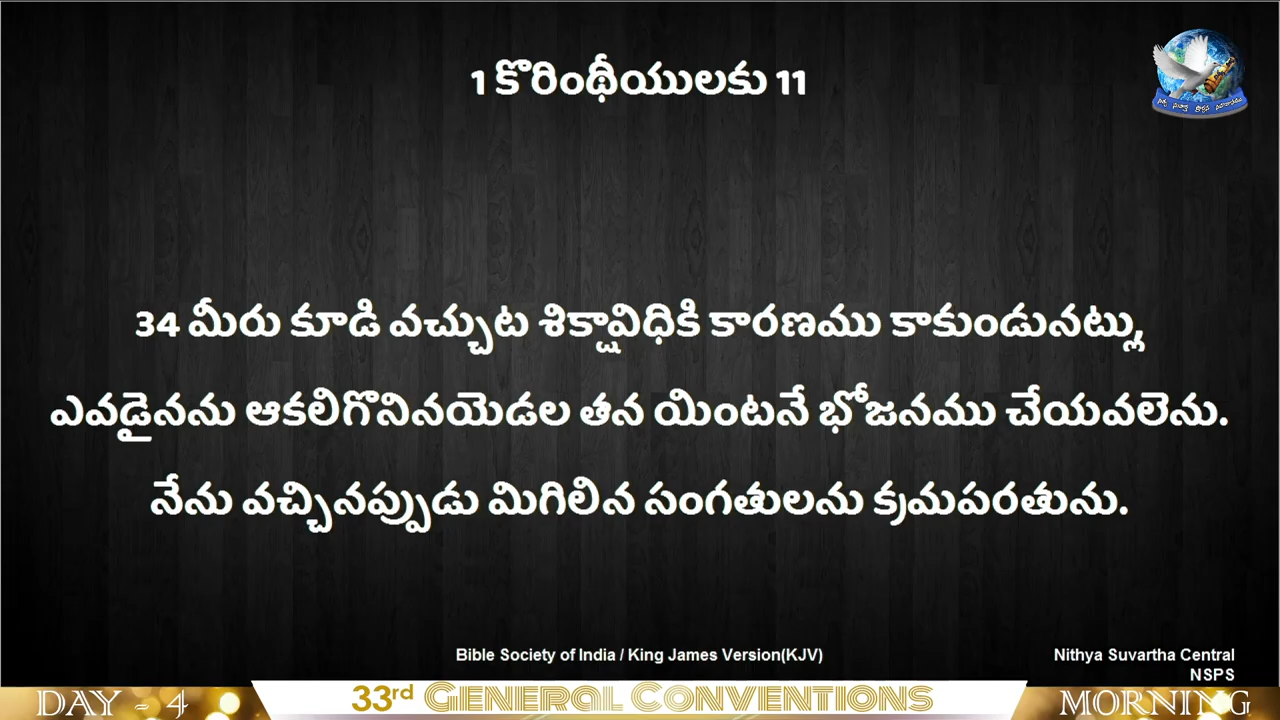 1 కొరింథీయులకు 11
34 మీరు కూడి వచ్చుట శిక్షావిధికి కారణము కాకుండునట్లు,
ఎవడైనను ఆకలిగొనినయెడల తన యింటనే భోజనము చేయవలెను.
నేను వచ్చినప్పుడు మిగిలిన సంగతులను క్రమపరతును.
Bible Society of India / King James Version(KJV)
Nithya Suvartha Central
NSPS
DAY - 4
33rd GENERAL CONVENTIONS
MORNING